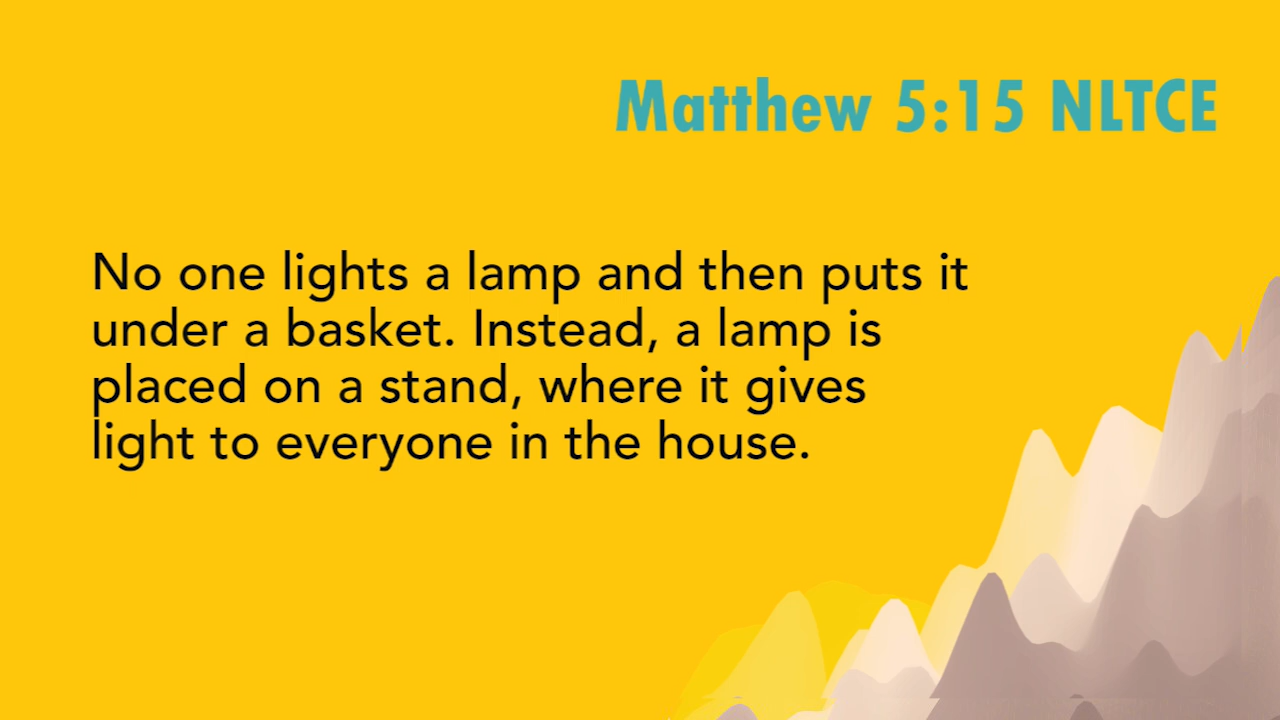 Matthew 5:15 NLTCE
No one lights a lamp and then puts it
under a basket. Instead, a lamp is
placed on a stand, where it gives
light to everyone in the house.